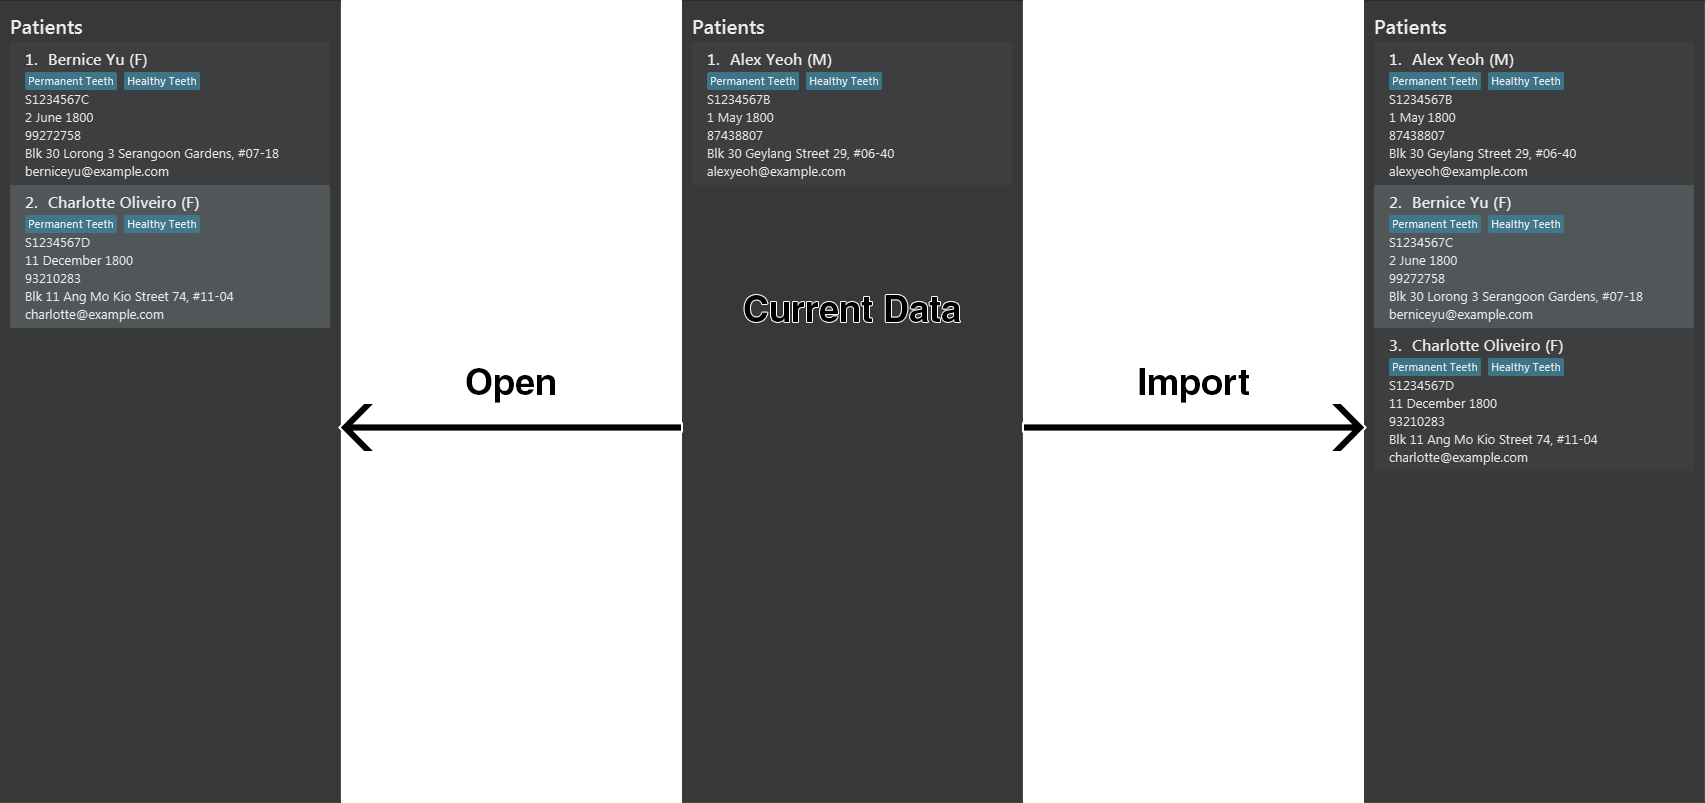 Patients
1. Bernice Yu (F)
Permanent Teeth Healthy Teeth
S1234567C
2 June 1800
99272758
Blk 30 Lorong 3 Serangoon Gardens, #07-18
berniceyu@example.com
2. Charlotte Oliveiro (F)
Permanent Teeth Healthy Teeth
S1234567D
11 December 1800
93210283
Blk 11 Ang Mo Kio Street 74, #11-04
charlotte@example.com
Open
Patients
1. Alex Yeoh (M)
Permanent Teeth Healthy Teeth
S1234567B
1 May 1800
87438807
Blk 30 Geylang Street 29, #06-40
alexyeoh@example.com
Current Data
Import
Patients
1. Alex Yeoh (M)
Permanent Teeth Healthy Teeth
S1234567B
1 May 1800
87438807
Blk 30 Geylang Street 29, #06-40
alexyeoh@example.com
2. Bernice Yu (F)
Permanent Teeth Healthy Teeth
S1234567C
2 June 1800
99272758
Blk 30 Lorong 3 Serangoon Gardens, #07-18
berniceyu@example.com
3. Charlotte Oliveiro (F)
Permanent Teeth Healthy Teeth
S1234567D
11 December 1800
93210283
Blk 11 Ang Mo Kio Street 74, #11-04
charlotte@example.com